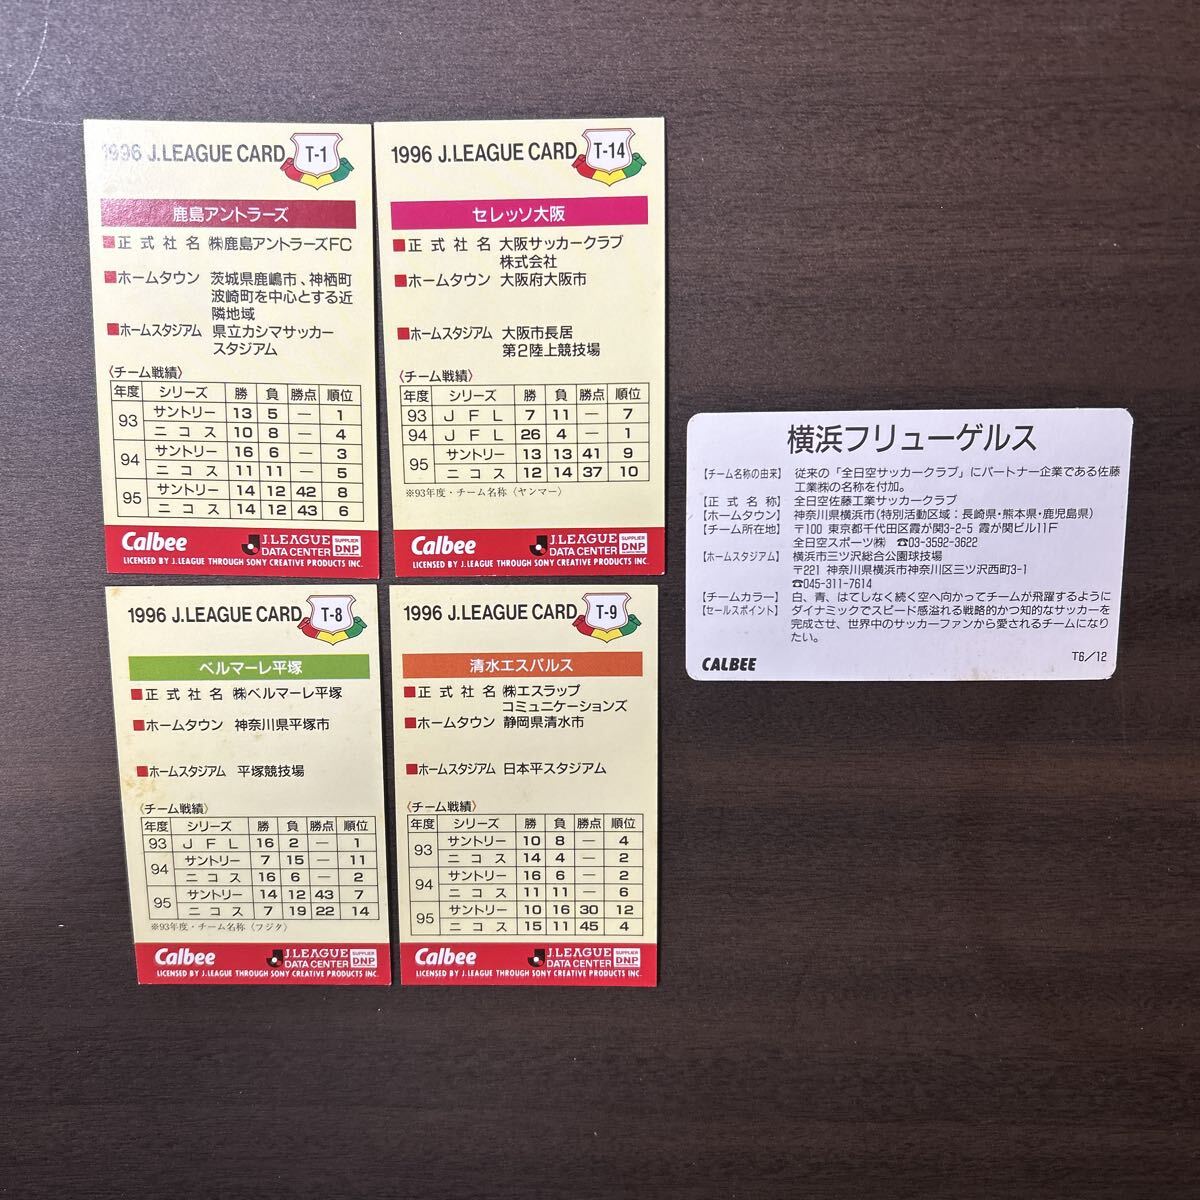 1996 J.LEAGUE CARD T-1
鹿島アントラーズ
■正式社名 ㈱鹿島アントラーズFC
■ホームタウン 茨城県鹿嶋市、神栖町
波崎町を中心とする近
隣地域
■ホームスタジアム 県立カシマサッカー
スタジアム
〈チーム戦績〉
年度 シリーズ 勝 負 勝点 順位
93 サントリー 13 5 — 1
ニコス 10 8 — 4
94 サントリー 16 6 — 3
ニコス 11 11 — 5
95 サントリー 14 12 42 8
ニコス 14 12 43 6
Calbee J.LEAGUE DATA CENTER SUPPLIER DNP
LICENSED BY J.LEAGUE THROUGH SONY CREATIVE PRODUCTS INC.
1996 J.LEAGUE CARD T-14
セレッソ大阪
■正式社名 大阪サッカークラブ
株式会社
■ホームタウン 大阪府大阪市
■ホームスタジアム 大阪市長居
第2陸上競技場
〈チーム戦績〉
年度 シリーズ 勝 負 勝点 順位
93 JFL 7 11 — 7
94 JFL 26 4 — 1
95 サントリー 13 13 41 9
ニコス 12 14 37 10
※93年度・チーム名称〈ヤンマー〉
Calbee J.LEAGUE DATA CENTER SUPPLIER DNP
LICENSED BY J.LEAGUE THROUGH SONY CREATIVE PRODUCTS INC.
1996 J.LEAGUE CARD T-8
ベルマーレ平塚
■正式社名 ㈱ベルマーレ平塚
■ホームタウン 神奈川県平塚市
■ホームスタジアム 平塚競技場
〈チーム戦績〉
年度 シリーズ 勝 負 勝点 順位
93 JFL 16 2 — 1
94 サントリー 7 15 — 11
ニコス 16 6 — 2
95 サントリー 14 12 43 7
ニコス 7 19 22 14
※93年度・チーム名称〈フジタ〉
Calbee J.LEAGUE DATA CENTER SUPPLIER DNP
LICENSED BY J.LEAGUE THROUGH SONY CREATIVE PRODUCTS INC.
1996 J.LEAGUE CARD T-9
清水エスパルス
■正式社名 ㈱エスラップ
コミュニケーションズ
■ホームタウン 静岡県清水市
■ホームスタジアム 日本平スタジアム
〈チーム戦績〉
年度 シリーズ 勝 負 勝点 順位
93 サントリー 10 8 — 4
ニコス 14 4 — 2
94 サントリー 16 6 — 2
ニコス 11 11 — 6
95 サントリー 10 16 30 12
ニコス 15 11 45 4
Calbee J.LEAGUE DATA CENTER SUPPLIER DNP
LICENSED BY J.LEAGUE THROUGH SONY CREATIVE PRODUCTS INC.
横浜フリューゲルス
【チーム名称の由来】 従来の「全日空サッカークラブ」にパートナー企業である佐藤
工業㈱の名称を付加。
【正式名称】 全日空佐藤工業サッカークラブ
【ホームタウン】 神奈川県横浜市(特別活動区域:長崎県・熊本県・鹿児島県)
【チーム所在地】 〒100 東京都千代田区霞が関3-2-5 霞が関ビル11F
全日空スポーツ㈱ ☎03-3592-3622
【ホームスタジアム】 横浜市三ツ沢総合公園球技場
〒221 神奈川県横浜市神奈川区三ツ沢西町3-1
☎045-311-7614
【チームカラー】 白、青、はてしなく続く空へ向かってチームが飛躍するように
【セールスポイント】 ダイナミックでスピード感溢れる戦略的かつ知的なサッカーを
完成させ、世界中のサッカーファンから愛されるチームになり
たい。
CALBEE T6/12